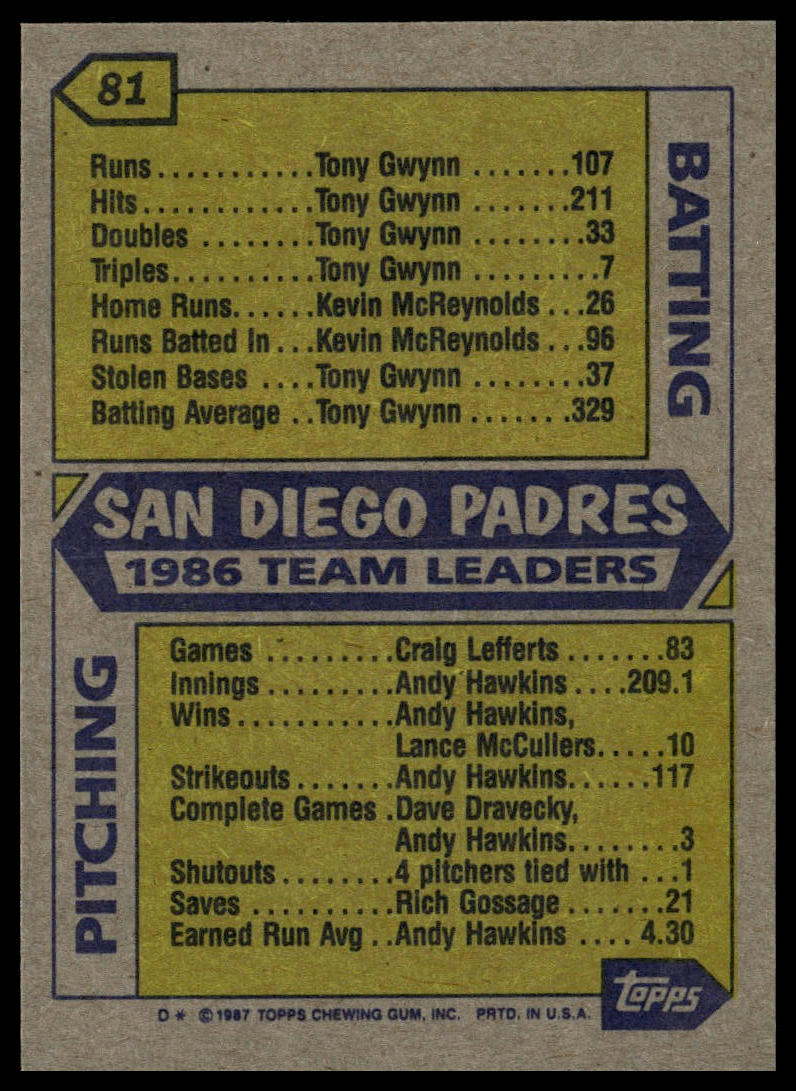 81
BATTING
Runs...........Tony Gwynn .......107
Hits............Tony Gwynn .......211
Doubles ........Tony Gwynn ........33
Triples..........Tony Gwynn .........7
Home Runs......Kevin McReynolds ...26
Runs Batted In...Kevin McReynolds ...96
Stolen Bases ....Tony Gwynn ........37
Batting Average ..Tony Gwynn .......329
SAN DIEGO PADRES
1986 TEAM LEADERS
PITCHING
Games .........Craig Lefferts .......83
Innings .........Andy Hawkins ....209.1
Wins...........Andy Hawkins,
Lance McCullers.....10
Strikeouts.......Andy Hawkins......117
Complete Games .Dave Dravecky,
Andy Hawkins........3
Shutouts ........4 pitchers tied with ...1
Saves ..........Rich Gossage .......21
Earned Run Avg ..Andy Hawkins .... 4.30
topps
D * © 1987 TOPPS CHEWING GUM, INC. PRTD. IN U.S.A.